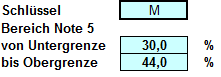 Schlüssel M
Bereich Note 5
von Untergrenze 30,0 %
bis Obergrenze 44,0 %